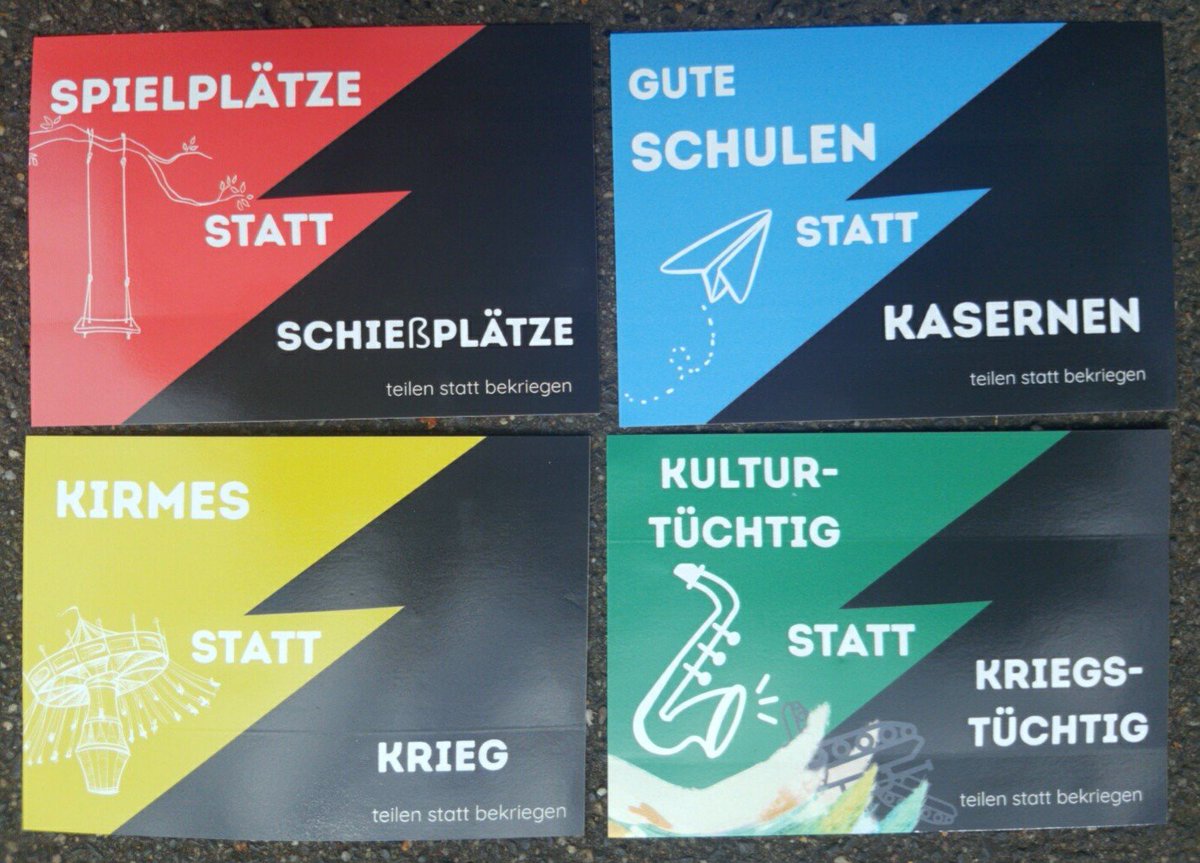 SPIELPLÄTZE
STATT
SCHIEßPLÄTZE
teilen statt bekriegen
GUTE
SCHULEN
STATT
KASERNEN
teilen statt bekriegen
KIRMES
STATT
KRIEG
teilen statt bekriegen
KULTUR-
TÜCHTIG
STATT
KRIEGS-
TÜCHTIG
teilen statt bekriegen